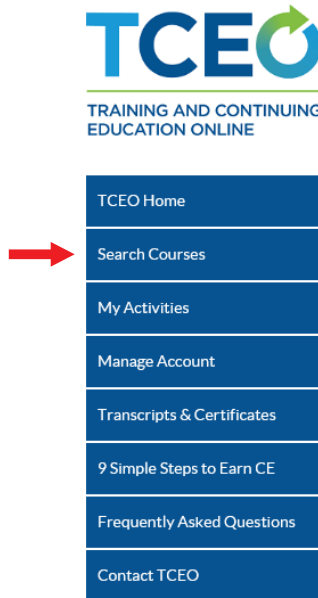 TCEO
TRAINING AND CONTINUING
EDUCATION ONLINE
TCEO Home
Search Courses
My Activities
Manage Account
Transcripts & Certificates
9 Simple Steps to Earn CE
Frequently Asked Questions
Contact TCEO